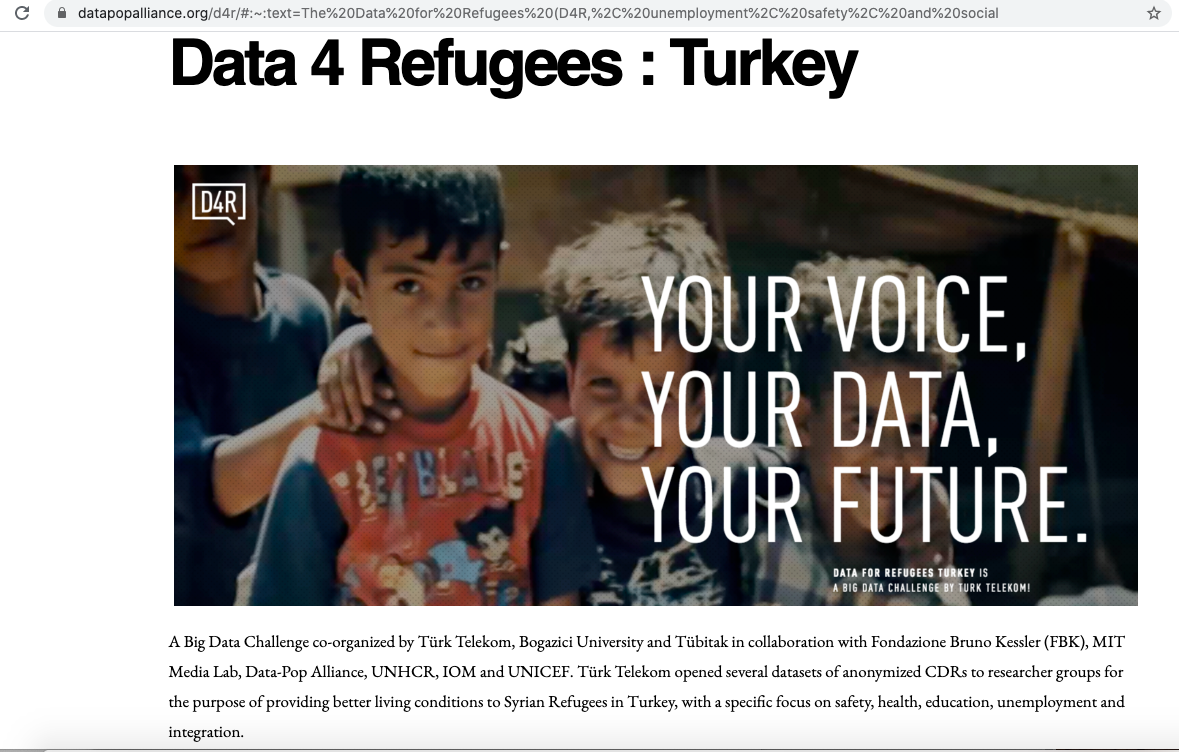 datapopalliance.org/d4r/#:~:text=The%20Data%20for%20Refugees%20(D4R,%2C%20unemployment%2C%20safety%2C%20and%20social
Data 4 Refugees : Turkey
D4R
YOUR VOICE,
YOUR DATA,
YOUR FUTURE.
BEYBLADE
DATA FOR REFUGEES TURKEY IS
A BIG DATA CHALLENGE BY TURK TELEKOM!
A Big Data Challenge co-organized by Türk Telekom, Bogazici University and Tübitak in collaboration with Fondazione Bruno Kessler (FBK), MIT
Media Lab, Data-Pop Alliance, UNHCR, IOM and UNICEF. Türk Telekom opened several datasets of anonymized CDRs to researcher groups for
the purpose of providing better living conditions to Syrian Refugees in Turkey, with a specific focus on safety, health, education, unemployment and
integration.